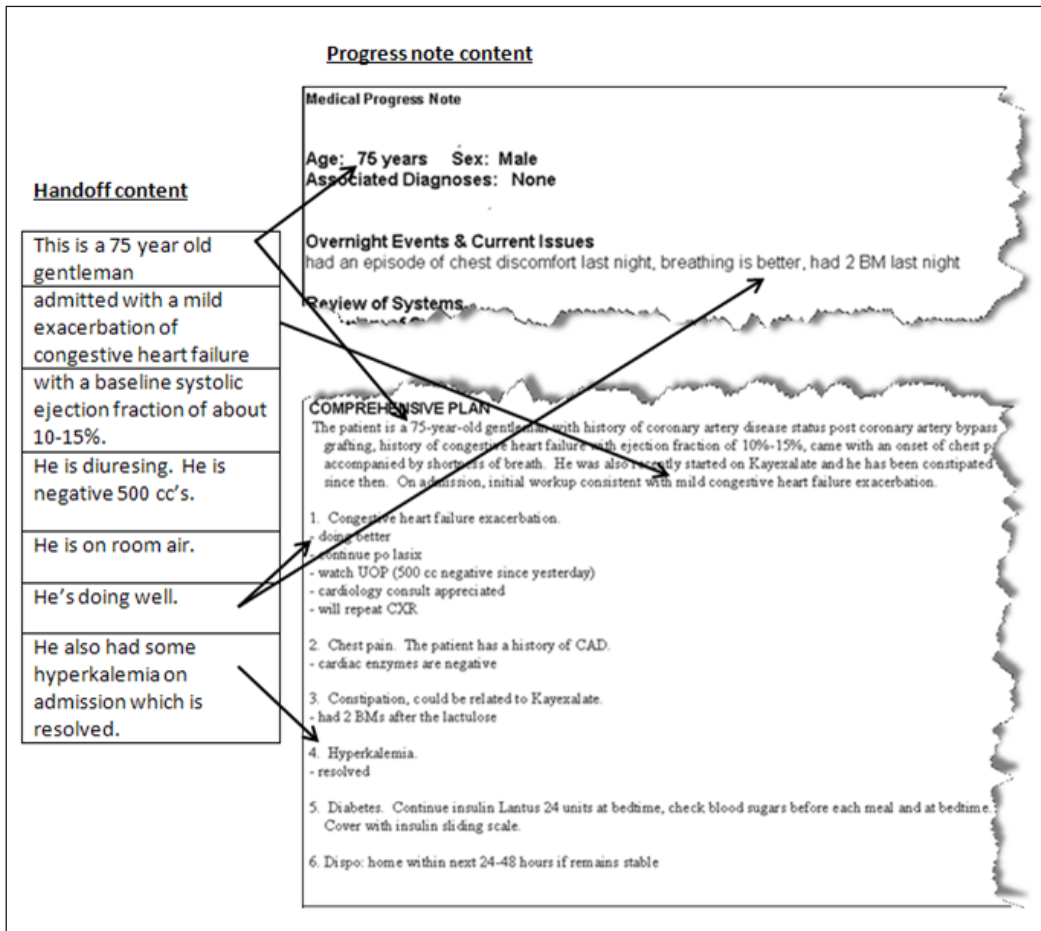 Progress note content
Medical Progress Note
Age: 75 years Sex: Male
Associated Diagnoses: None
Overnight Events & Current Issues
had an episode of chest discomfort last night, breathing is better, had 2 BM last night
Review of Systems
Handoff content
This is a 75 year old
gentleman
admitted with a mild
exacerbation of
congestive heart failure
with a baseline systolic
ejection fraction of about
10-15%.
He is diuresing. He is
negative 500 cc's.
He is on room air.
He's doing well.
He also had some
hyperkalemia on
admission which is
resolved.
COMPREHENSIVE PLAN
The patient is a 75-year-old gentleman with history of coronary artery disease status post coronary artery bypass
grafting, history of congestive heart failure with ejection fraction of 10%-15%, came with an onset of chest
accompanied by shortness of breath. He was also recently started on Kayexalate and he has been constipated
since then. On admission, initial workup consistent with mild congestive heart failure exacerbation.
1. Congestive heart failure exacerbation.
- doing better
- continue po lasix
- watch UOP (500 cc negative since yesterday)
- cardiology consult appreciated
- will repeat CXR
2. Chest pain. The patient has a history of CAD.
- cardiac enzymes are negative
3. Constipation, could be related to Kayexalate.
- had 2 BMs after the lactulose
4. Hyperkalemia.
- resolved
5. Diabetes. Continue insulin Lantus 24 units at bedtime, check blood sugars before each meal and at bedtime.
Cover with insulin sliding scale.
6. Dispo: home within next 24-48 hours if remains stable